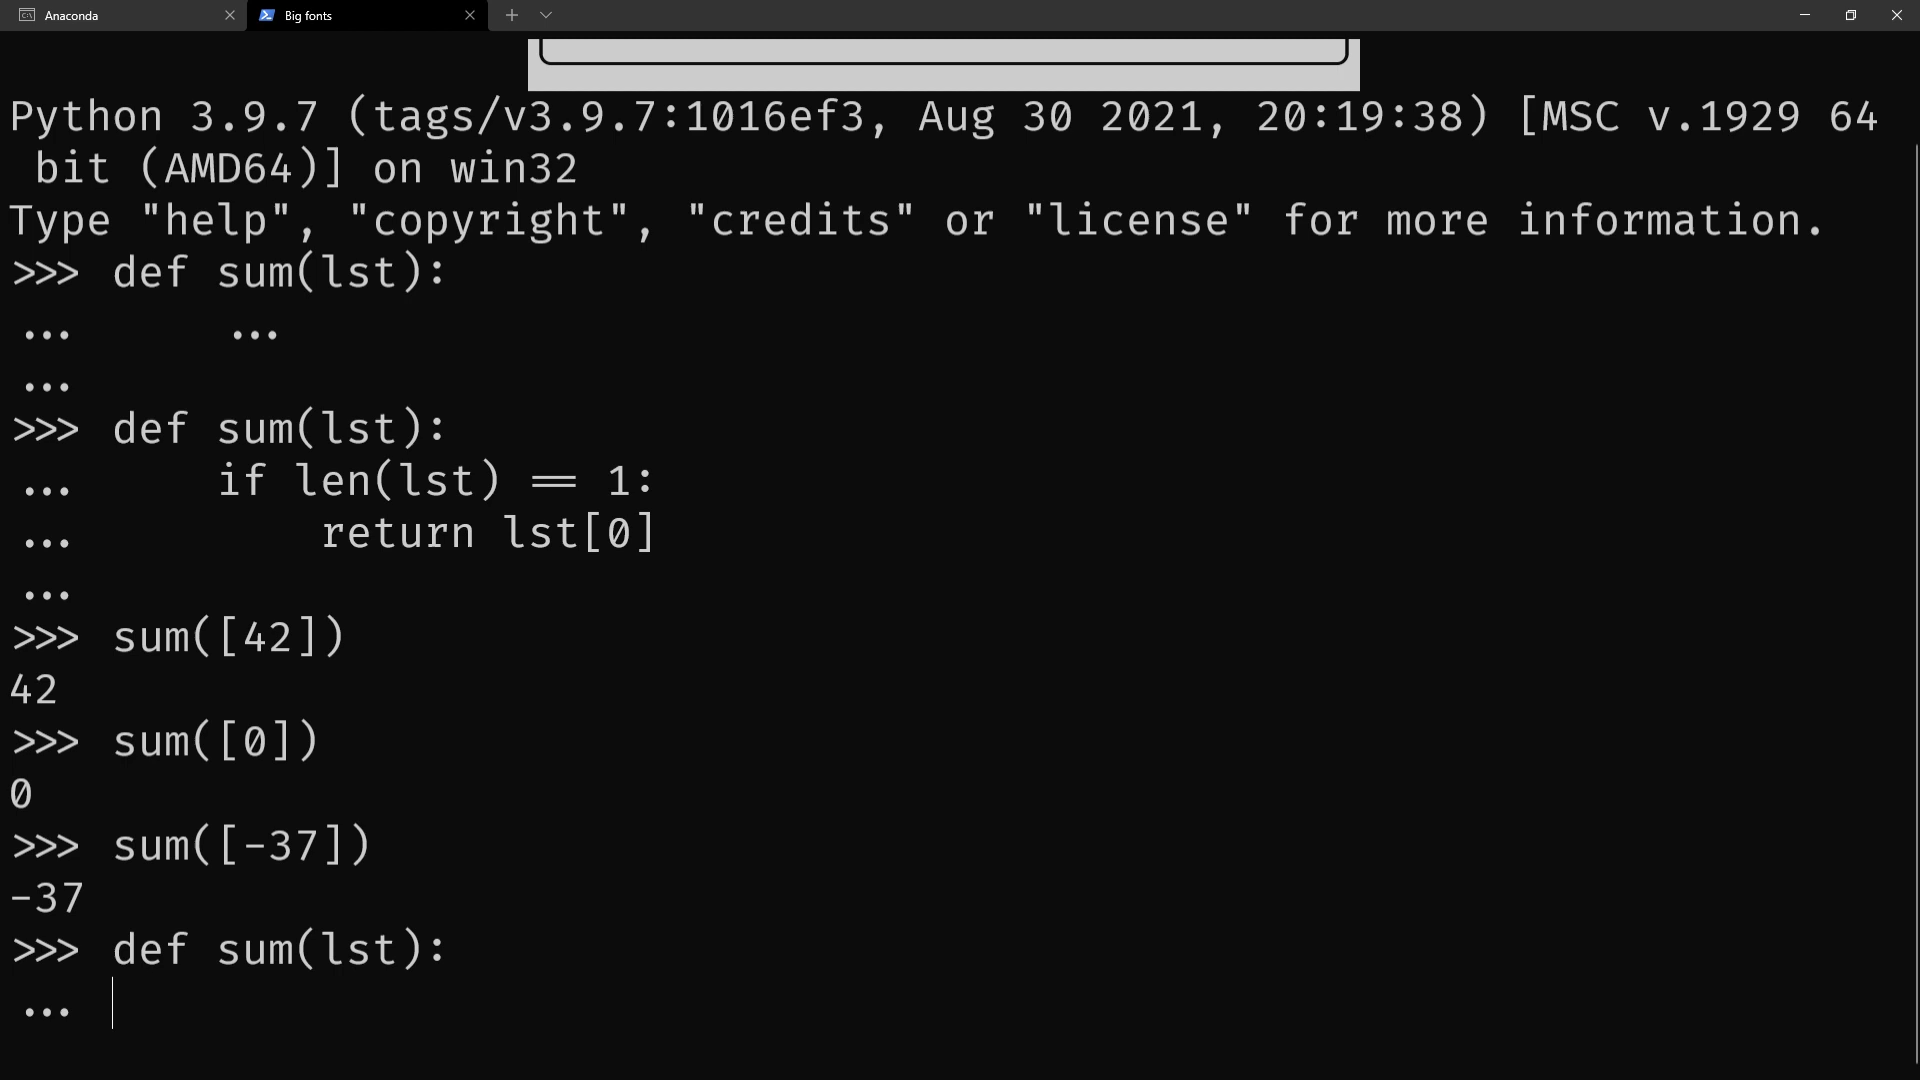 Anaconda
Big fonts
Python 3.9.7 (tags/v3.9.7:1016ef3, Aug 30 2021, 20:19:38) [MSC v.1929 64
bit (AMD64)] on win32
Type "help", "copyright", "credits" or "license" for more information.
>>> def sum(lst):
...     ...
...
>>> def sum(lst):
...     if len(lst) == 1:
...         return lst[0]
...
>>> sum([42])
42
>>> sum([0])
0
>>> sum([-37])
-37
>>> def sum(lst):
...